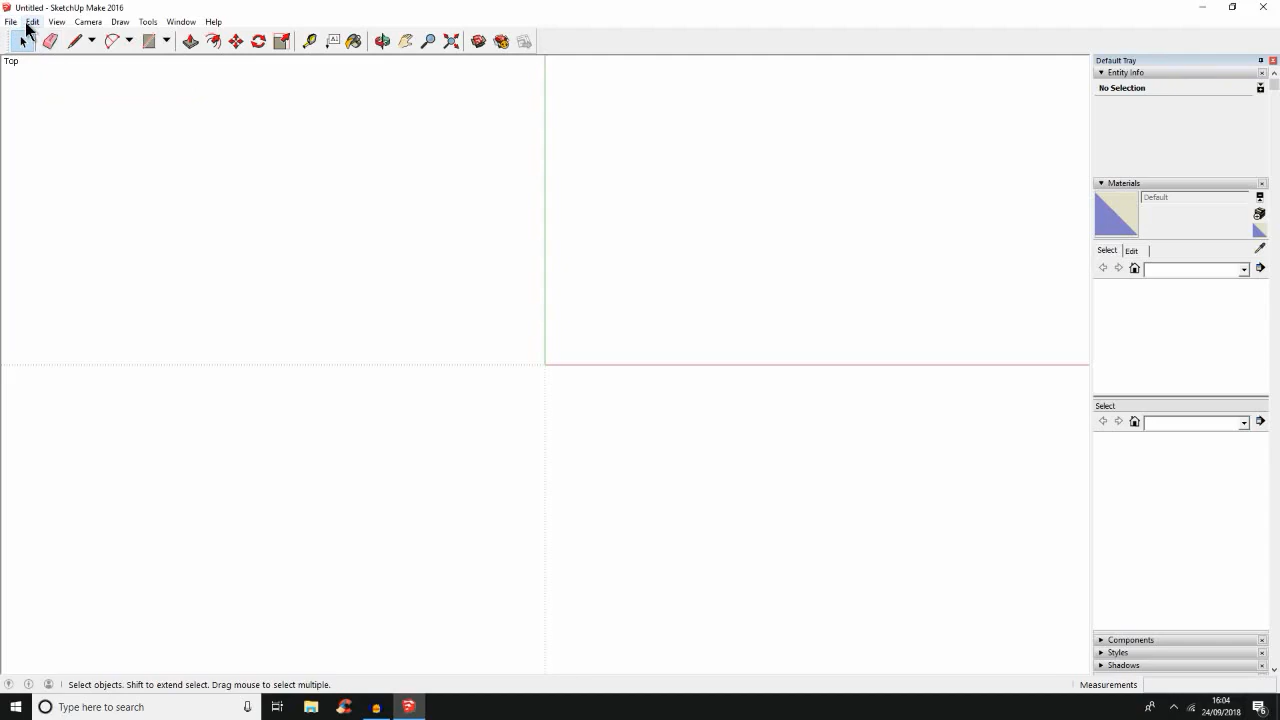 Untitled - SketchUp Make 2016
File Edit View Camera Draw Tools Window Help
Top
Default Tray
Entity Info
No Selection
Materials
Default
Select Edit
Select
Components
Styles
Shadows
Select objects. Shift to extend select. Drag mouse to select multiple.
Measurements
Type here to search
16:04
24/09/2018
6